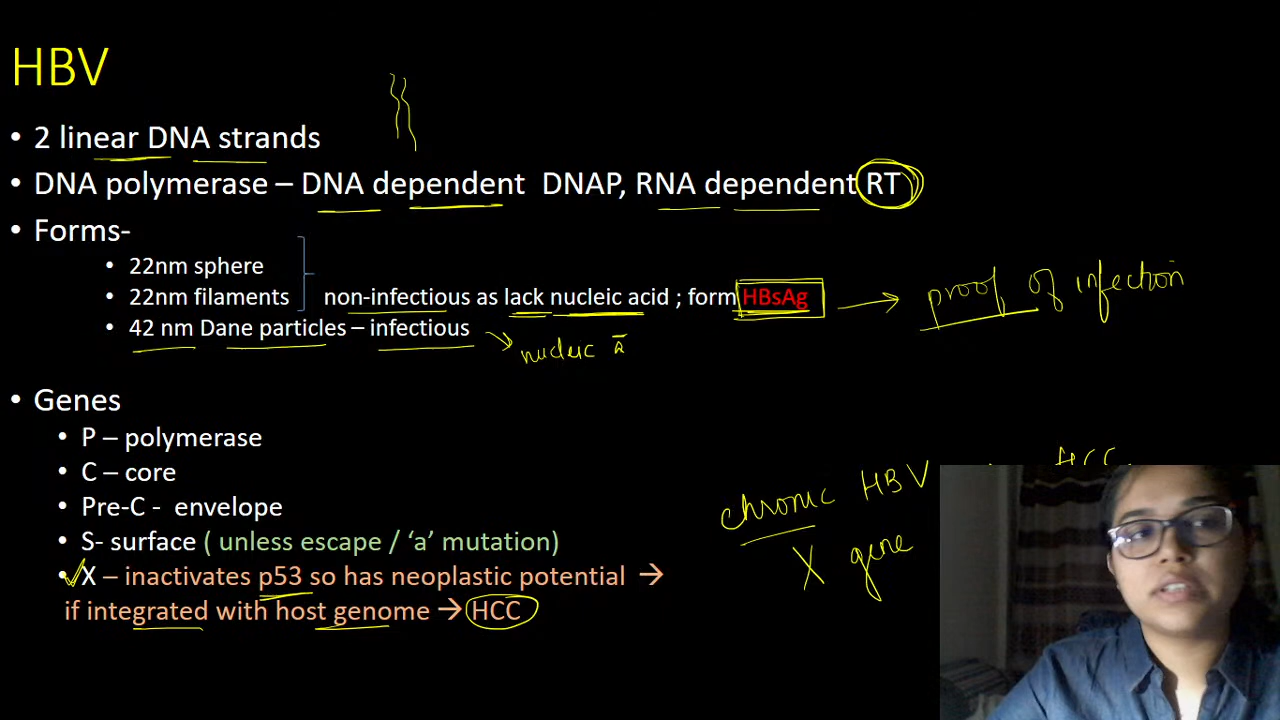 HBV
• 2 linear DNA strands
• DNA polymerase – DNA dependent DNAP, RNA dependent RT
• Forms-
• 22nm sphere
• 22nm filaments non-infectious as lack nucleic acid ; form HBsAg → proof of infection
• 42 nm Dane particles – infectious
nucleic
• Genes
• P – polymerase
• C – core
• Pre-C - envelope
• S- surface ( unless escape / ‘a’ mutation)
chronic HBV HCC
X gene
• X – inactivates p53 so has neoplastic potential →
if integrated with host genome → HCC